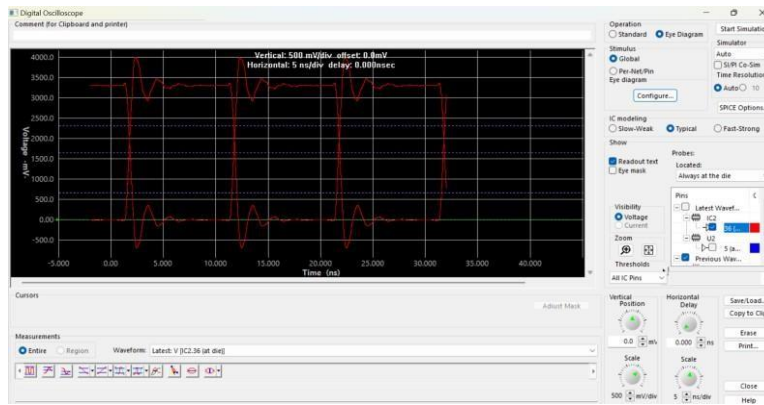 Digital Oscilloscope
Comment (for Clipboard and printer)
Vertical: 500 mV/div offset: 0.0mV
Horizontal: 5 ns/div delay: 0.000nsec
4000.0
3500.0
3000.0
2500.0
2000.0
1500.0
1000.0
500.0
0.00
-500.0
Voltage -mV-
-5.000 0.00 5.000 10.000 15.000 20.000 25.000 30.000 35.000 40.000
Time (ns)
Cursors
Adjust Mask
Measurements
Entire Region Waveform: Latest: V [IC2.36 (at die)]
Operation
Standard Eye Diagram
Stimulus
Global
Per-Net/Pin
Eye diagram
Configure...
IC modeling
Slow-Weak Typical Fast-Strong
Show
Readout text
Eye mask
Probes:
Located:
Always at the die
Pins
Latest Wavef...
IC2
36 (...
U2
5 (a...
Previous Wav...
Visibility
Voltage
Current
Zoom
Thresholds
All IC Pins
Vertical
Position
0.0 mV
Scale
500 mV/div
Horizontal
Delay
0.000 ns
Scale
5 ns/div
Start Simulatio
Simulator
Auto
SI/PI Co-Sim
Time Resolution
Auto 10
SPICE Options
Save/Load.
Copy to Cli
Erase
Print...
Close
Help